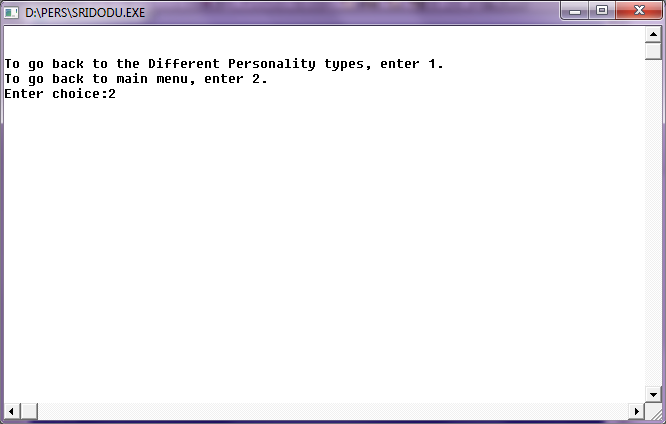 D:\PERS\SRIDODU.EXE
To go back to the Different Personality types, enter 1.
To go back to main menu, enter 2.
Enter choice:2